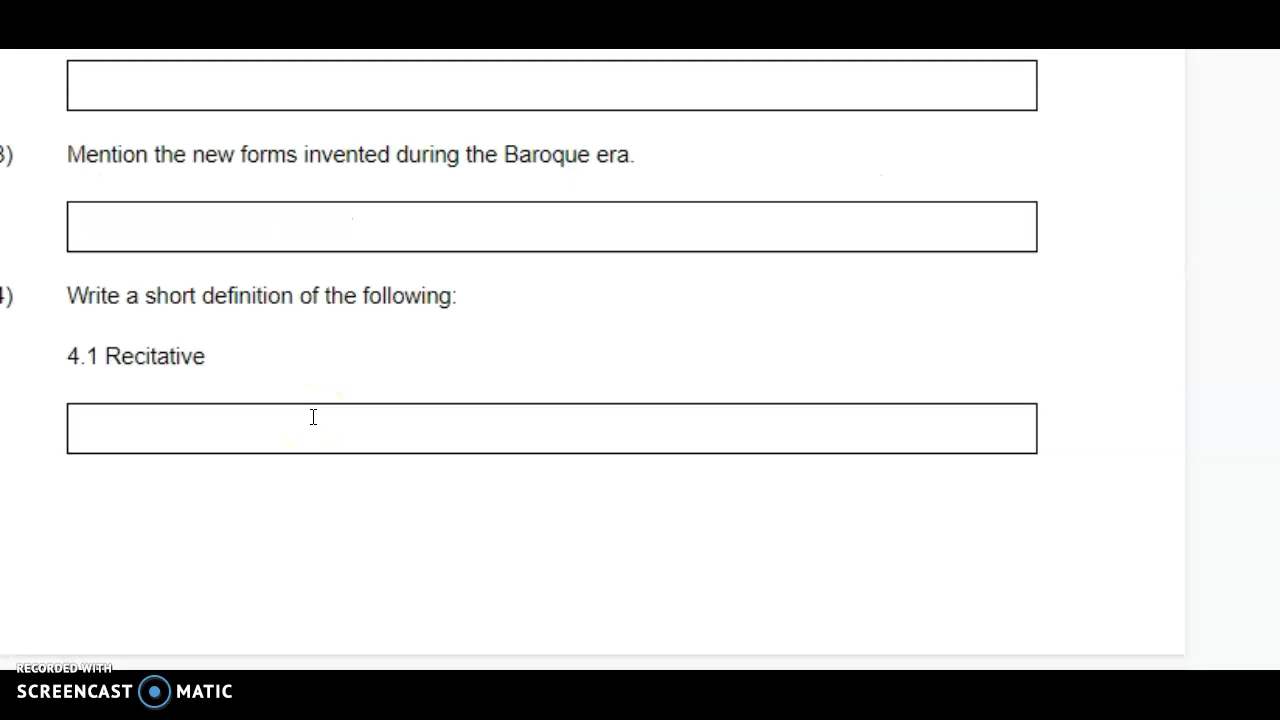 3) Mention the new forms invented during the Baroque era.
4) Write a short definition of the following:
4.1 Recitative
RECORDED WITH
SCREENCAST MATIC